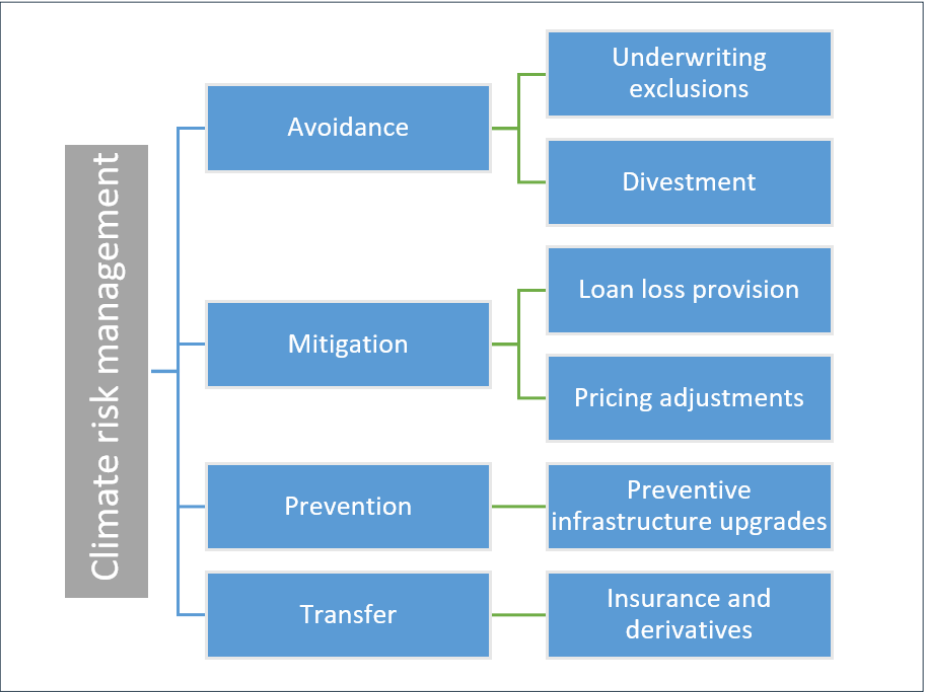 Climate risk management
Avoidance
Underwriting
exclusions
Divestment
Mitigation
Loan loss provision
Pricing adjustments
Prevention
Preventive
infrastructure upgrades
Transfer
Insurance and
derivatives